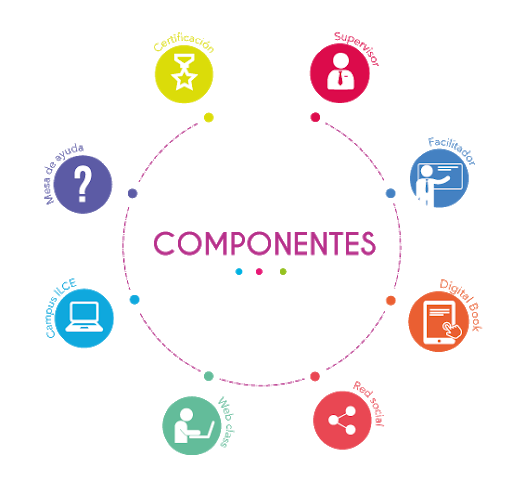 Certificación
Supervisor
Mesa de ayuda
Facilitador
COMPONENTES
Campus ILCE
Digital Book
Web class
Red social